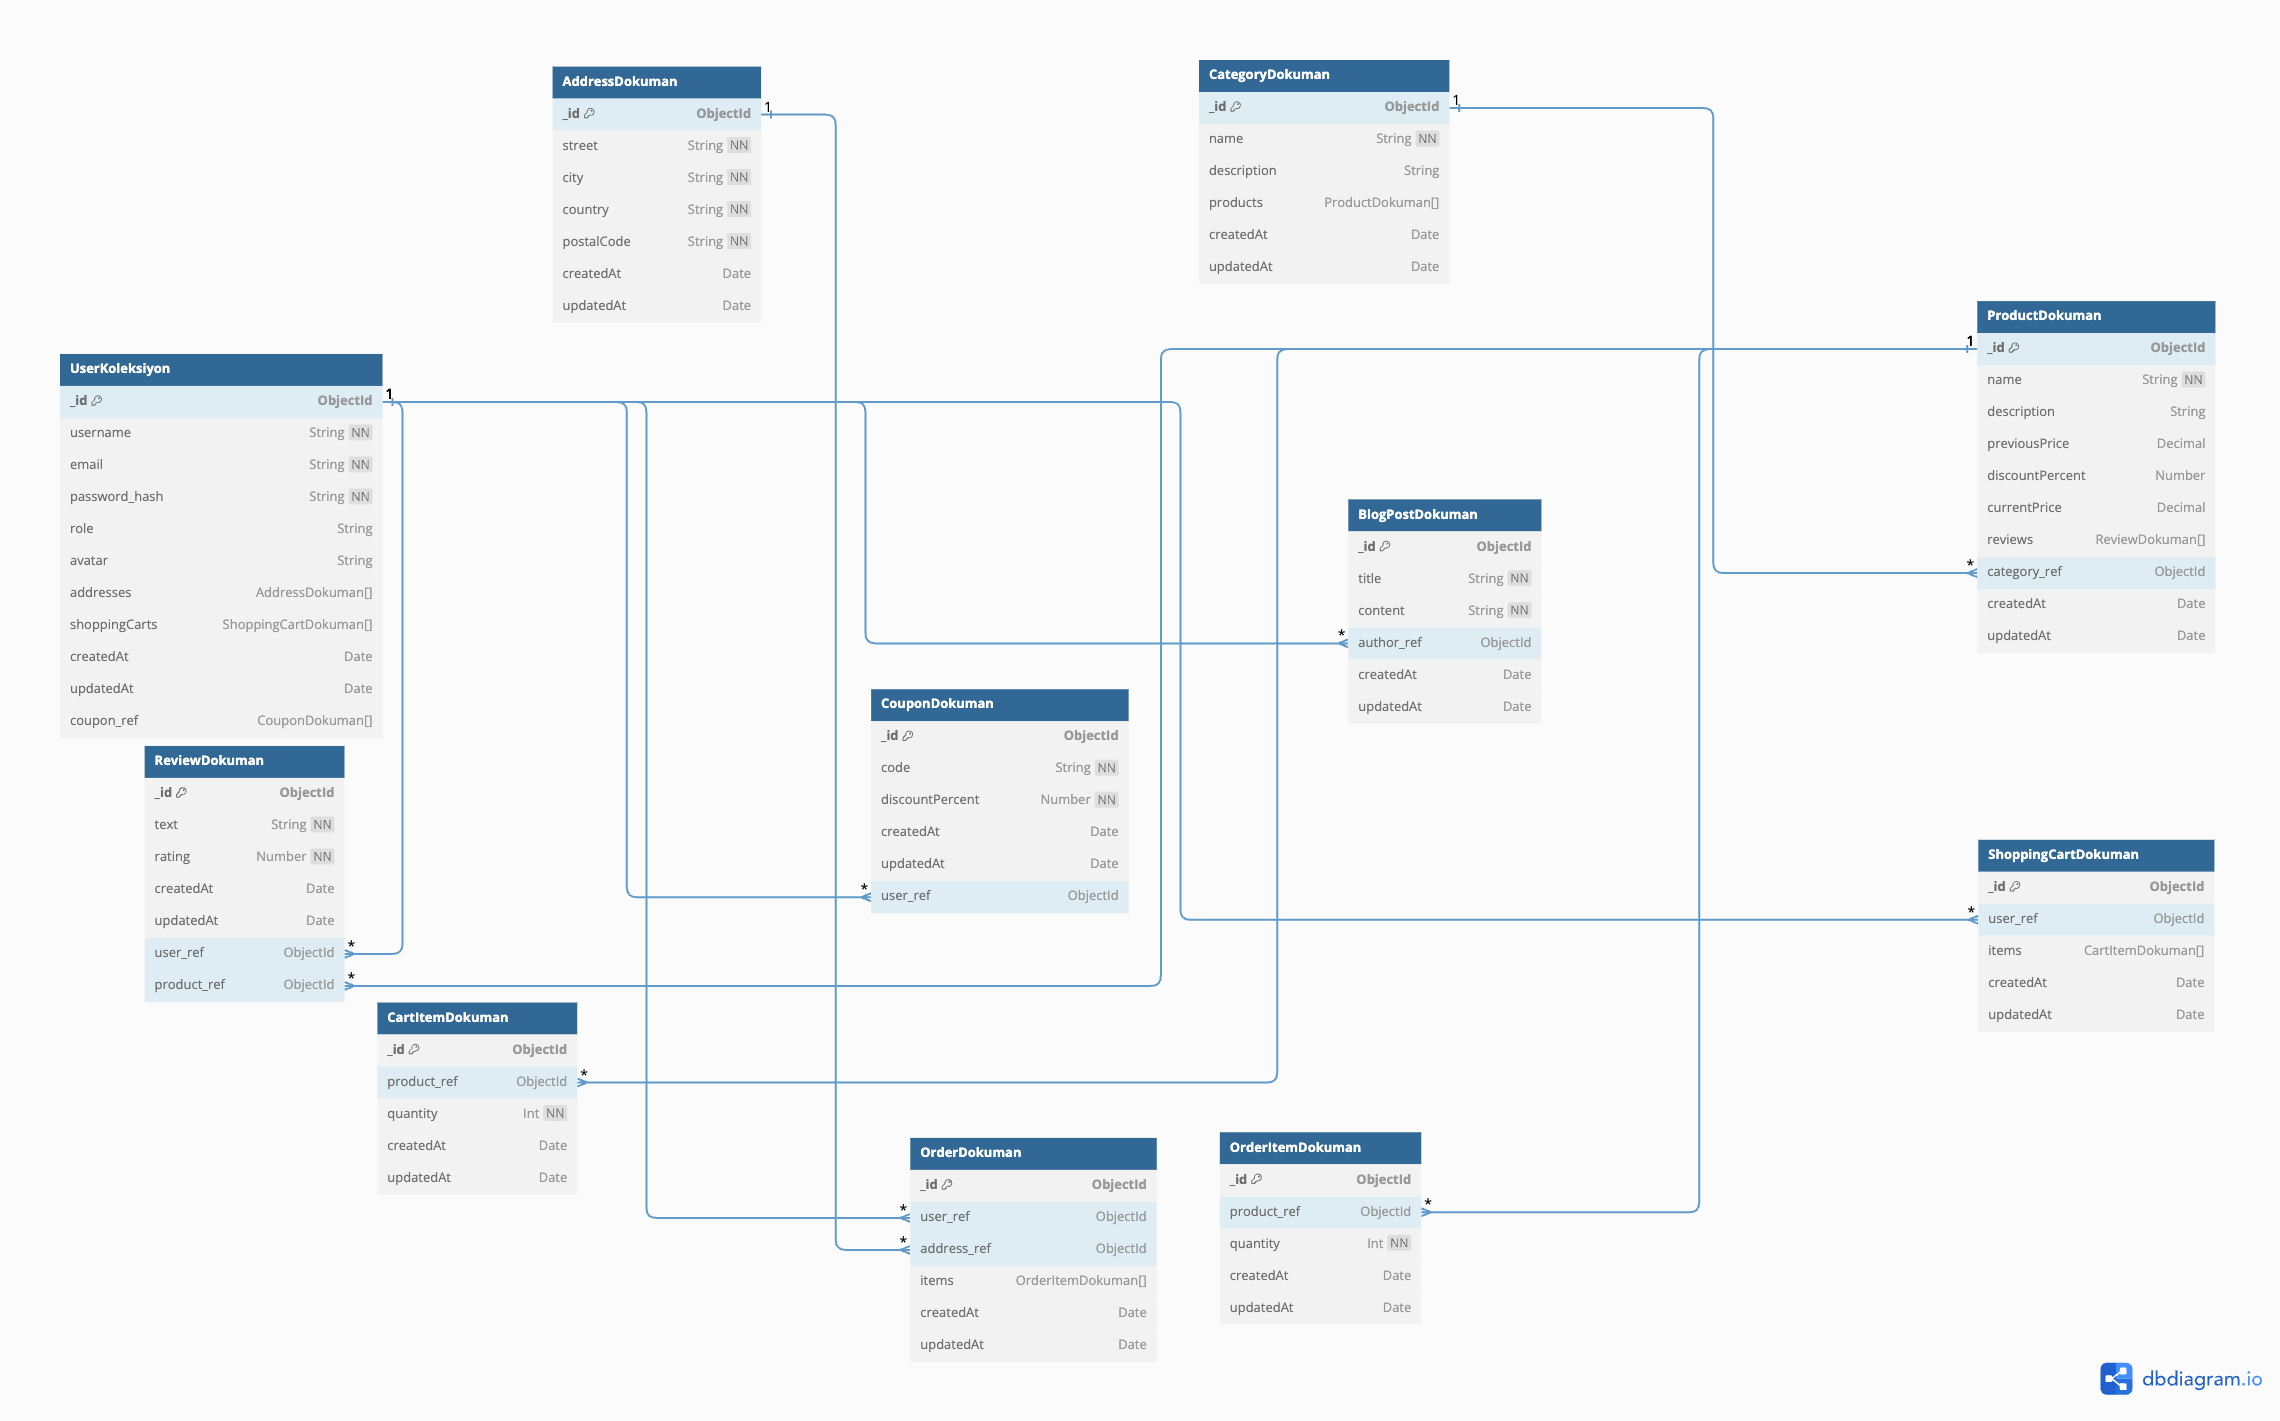 AddressDokuman
_id ObjectId
street String NN
city String NN
country String NN
postalCode String NN
createdAt Date
updatedAt Date
1
CategoryDokuman
_id ObjectId
name String NN
description String
products ProductDokuman[]
createdAt Date
updatedAt Date
1
ProductDokuman
_id ObjectId
name String NN
description String
previousPrice Decimal
discountPercent Number
currentPrice Decimal
reviews ReviewDokuman[]
category_ref ObjectId
createdAt Date
updatedAt Date
1
*
UserKoleksiyon
_id ObjectId
username String NN
email String NN
password_hash String NN
role String
avatar String
addresses AddressDokuman[]
shoppingCarts ShoppingCartDokuman[]
createdAt Date
updatedAt Date
coupon_ref CouponDokuman[]
1
BlogPostDokuman
_id ObjectId
title String NN
content String NN
author_ref ObjectId
createdAt Date
updatedAt Date
*
CouponDokuman
_id ObjectId
code String NN
discountPercent Number NN
createdAt Date
updatedAt Date
user_ref ObjectId
*
ReviewDokuman
_id ObjectId
text String NN
rating Number NN
createdAt Date
updatedAt Date
user_ref ObjectId
product_ref ObjectId
*
*
ShoppingCartDokuman
_id ObjectId
user_ref ObjectId
items CartItemDokuman[]
createdAt Date
updatedAt Date
*
CartItemDokuman
_id ObjectId
product_ref ObjectId
quantity Int NN
createdAt Date
updatedAt Date
*
OrderDokuman
_id ObjectId
user_ref ObjectId
address_ref ObjectId
items OrderItemDokuman[]
createdAt Date
updatedAt Date
*
*
OrderItemDokuman
_id ObjectId
product_ref ObjectId
quantity Int NN
createdAt Date
updatedAt Date
*
dbdiagram.io